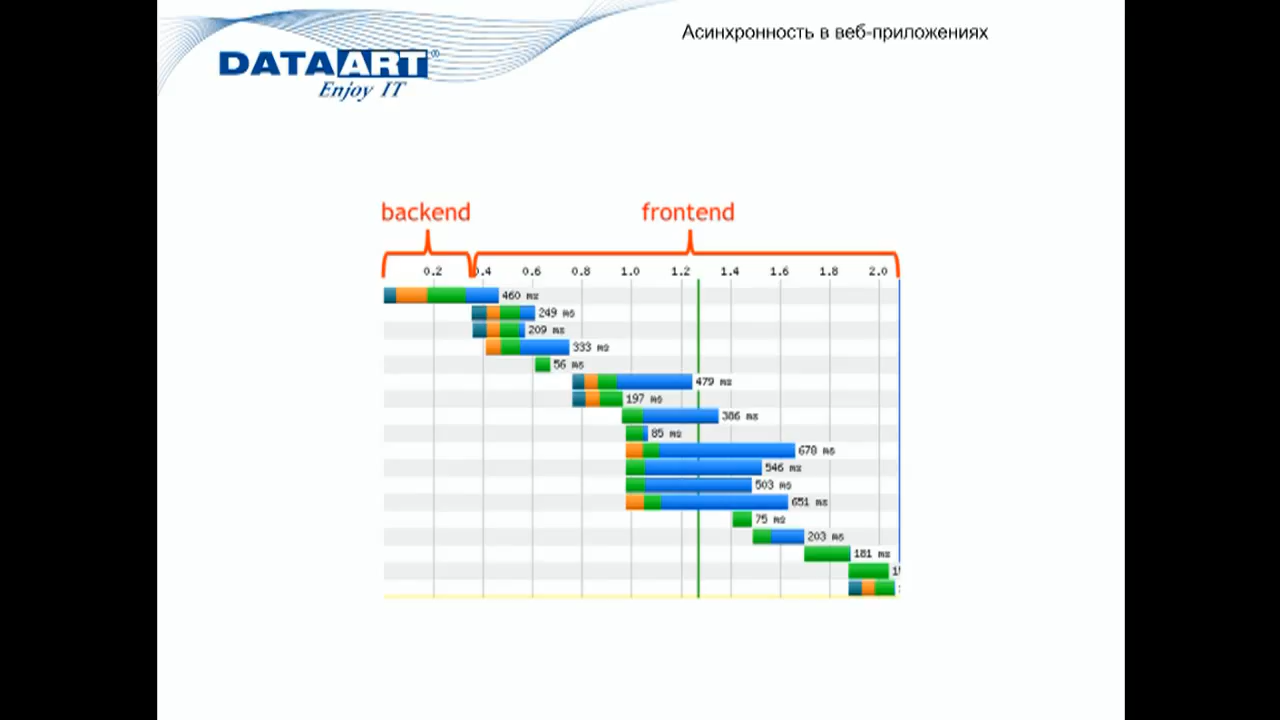 Асинхронность в веб-приложениях
DATAART®
Enjoy IT
backend frontend
0.2 0.4 0.6 0.8 1.0 1.2 1.4 1.6 1.8 2.0
460 ms
249 ms
209 ms
333 ms
56 ms
479 ms
197 ms
386 ms
85 ms
678 ms
546 ms
503 ms
651 ms
75 ms
203 ms
181 ms